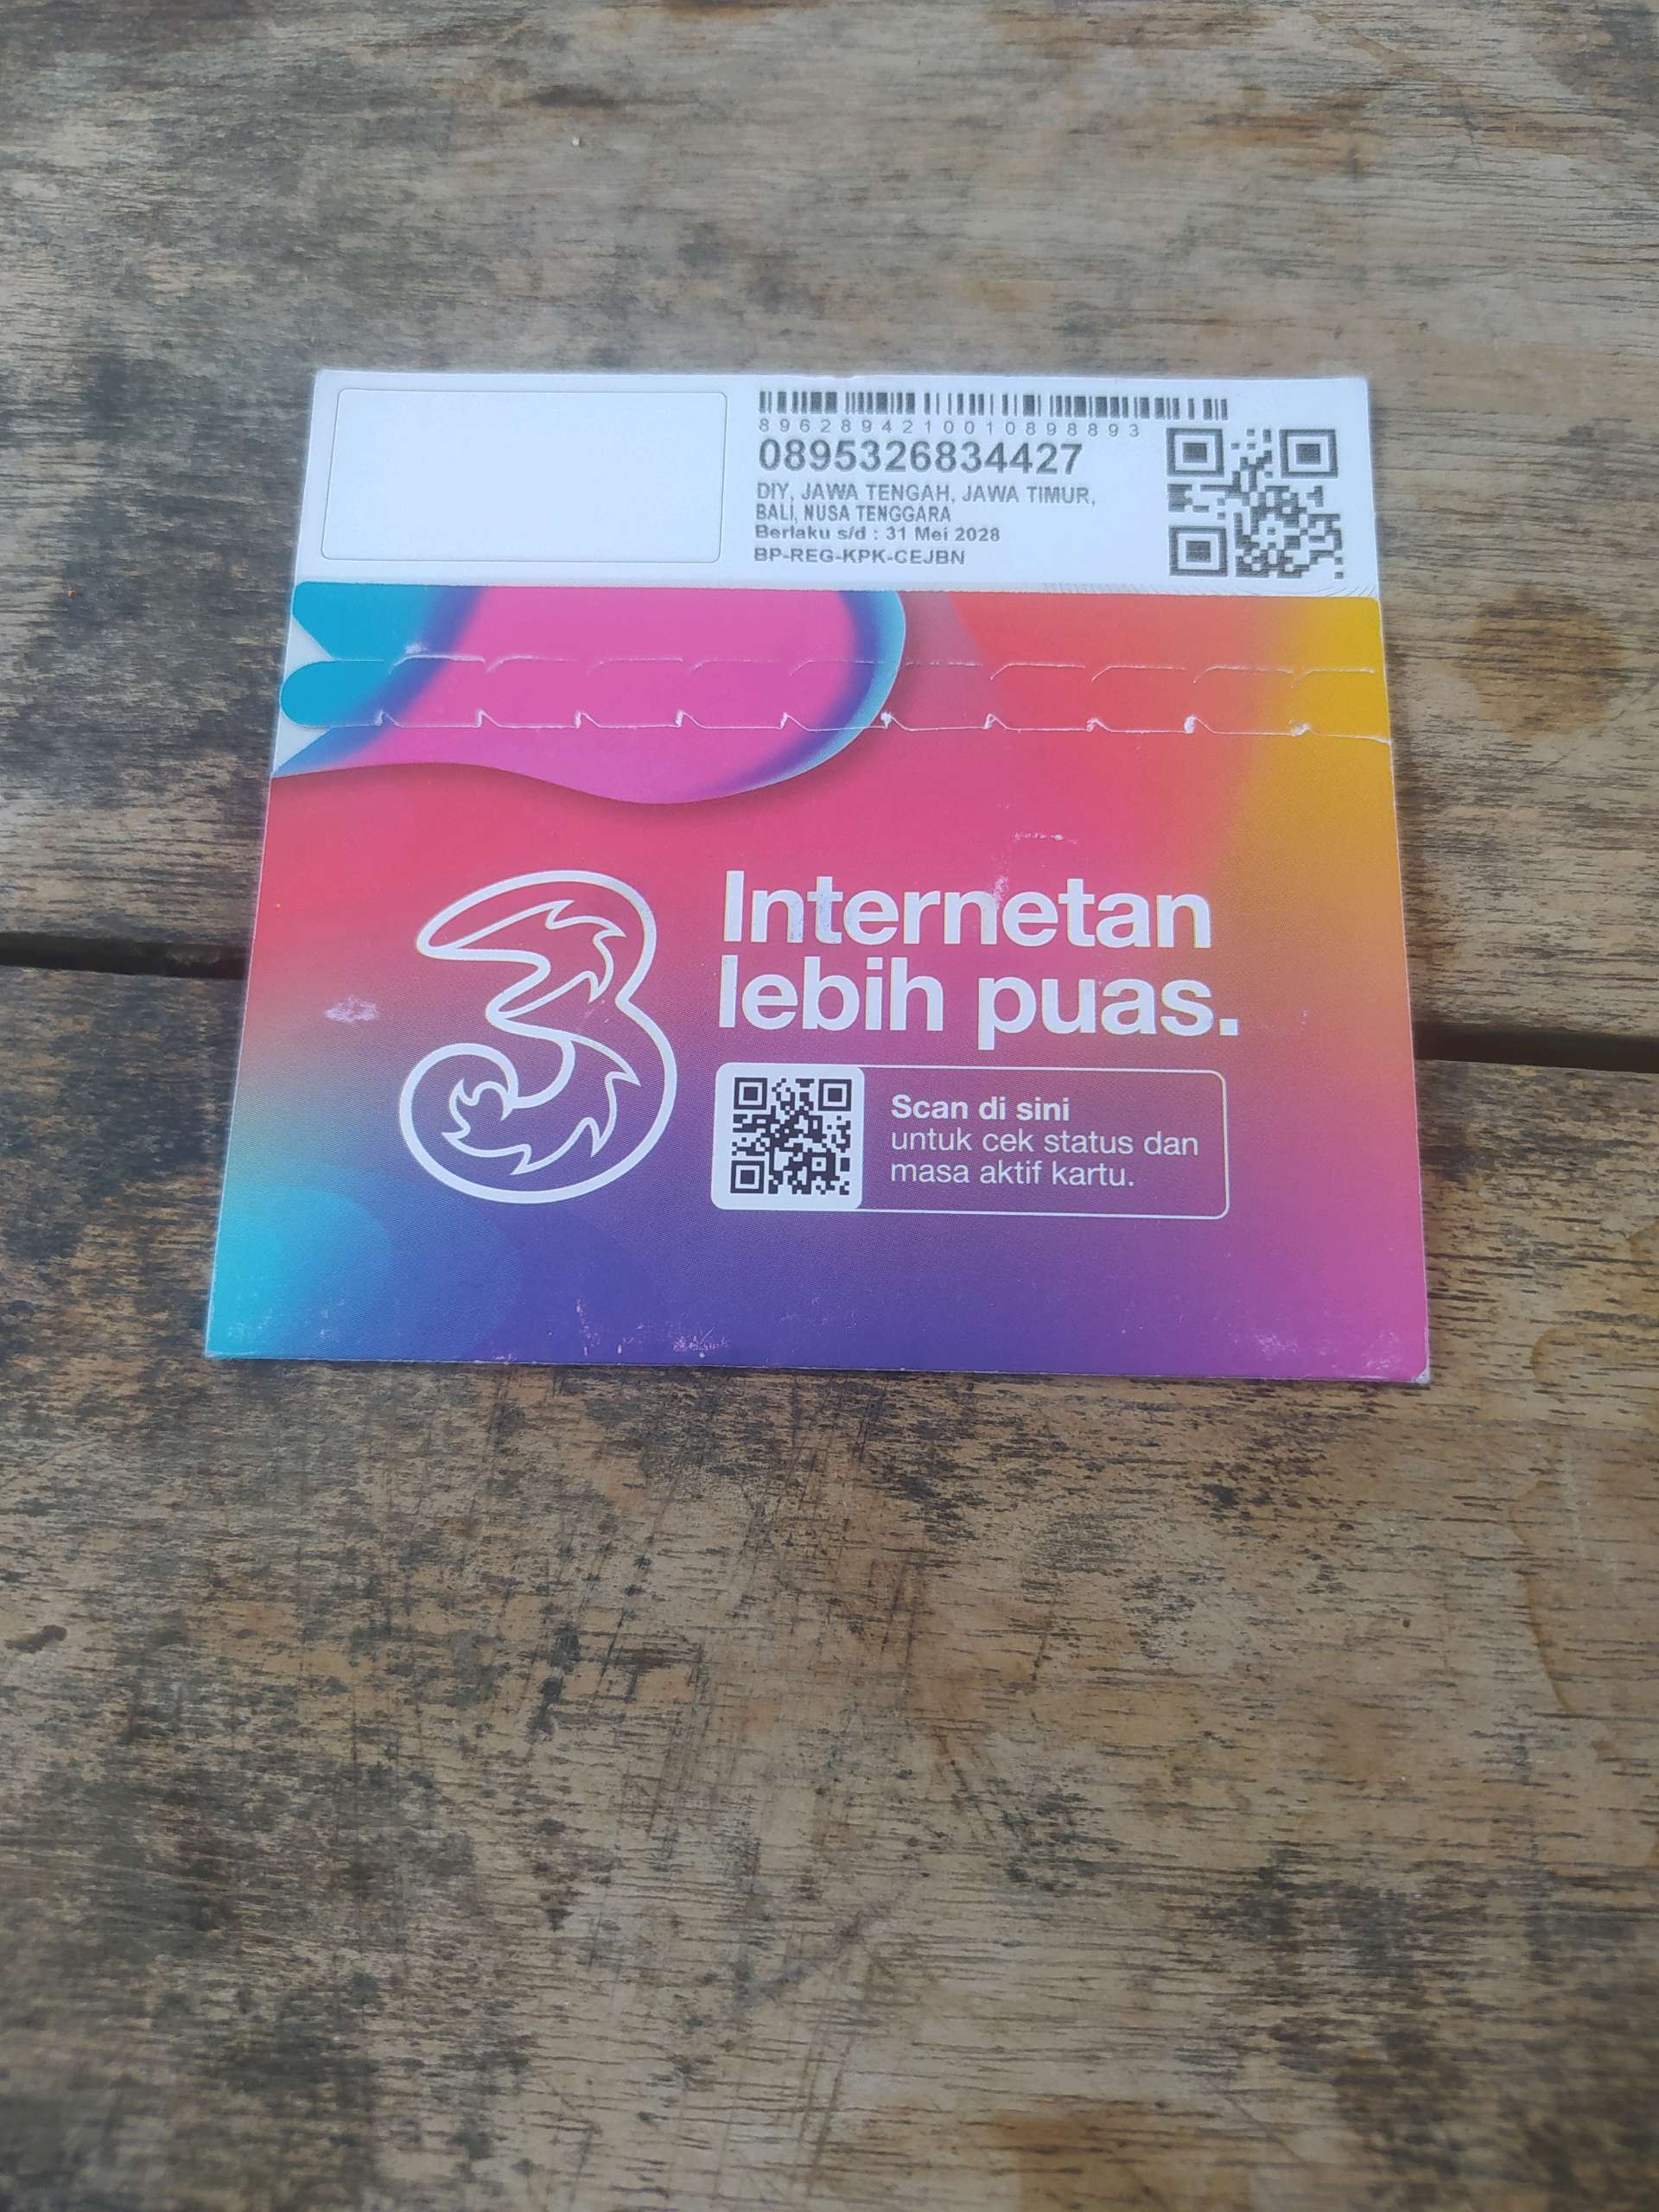 8962894210010898893
0895326834427
DIY, JAWA TENGAH, JAWA TIMUR,
BALI, NUSA TENGGARA
Berlaku s/d : 31 Mei 2028
BP-REG-KPK-CEJBN
3
Internetan
lebih puas.
Scan di sini
untuk cek status dan
masa aktif kartu.